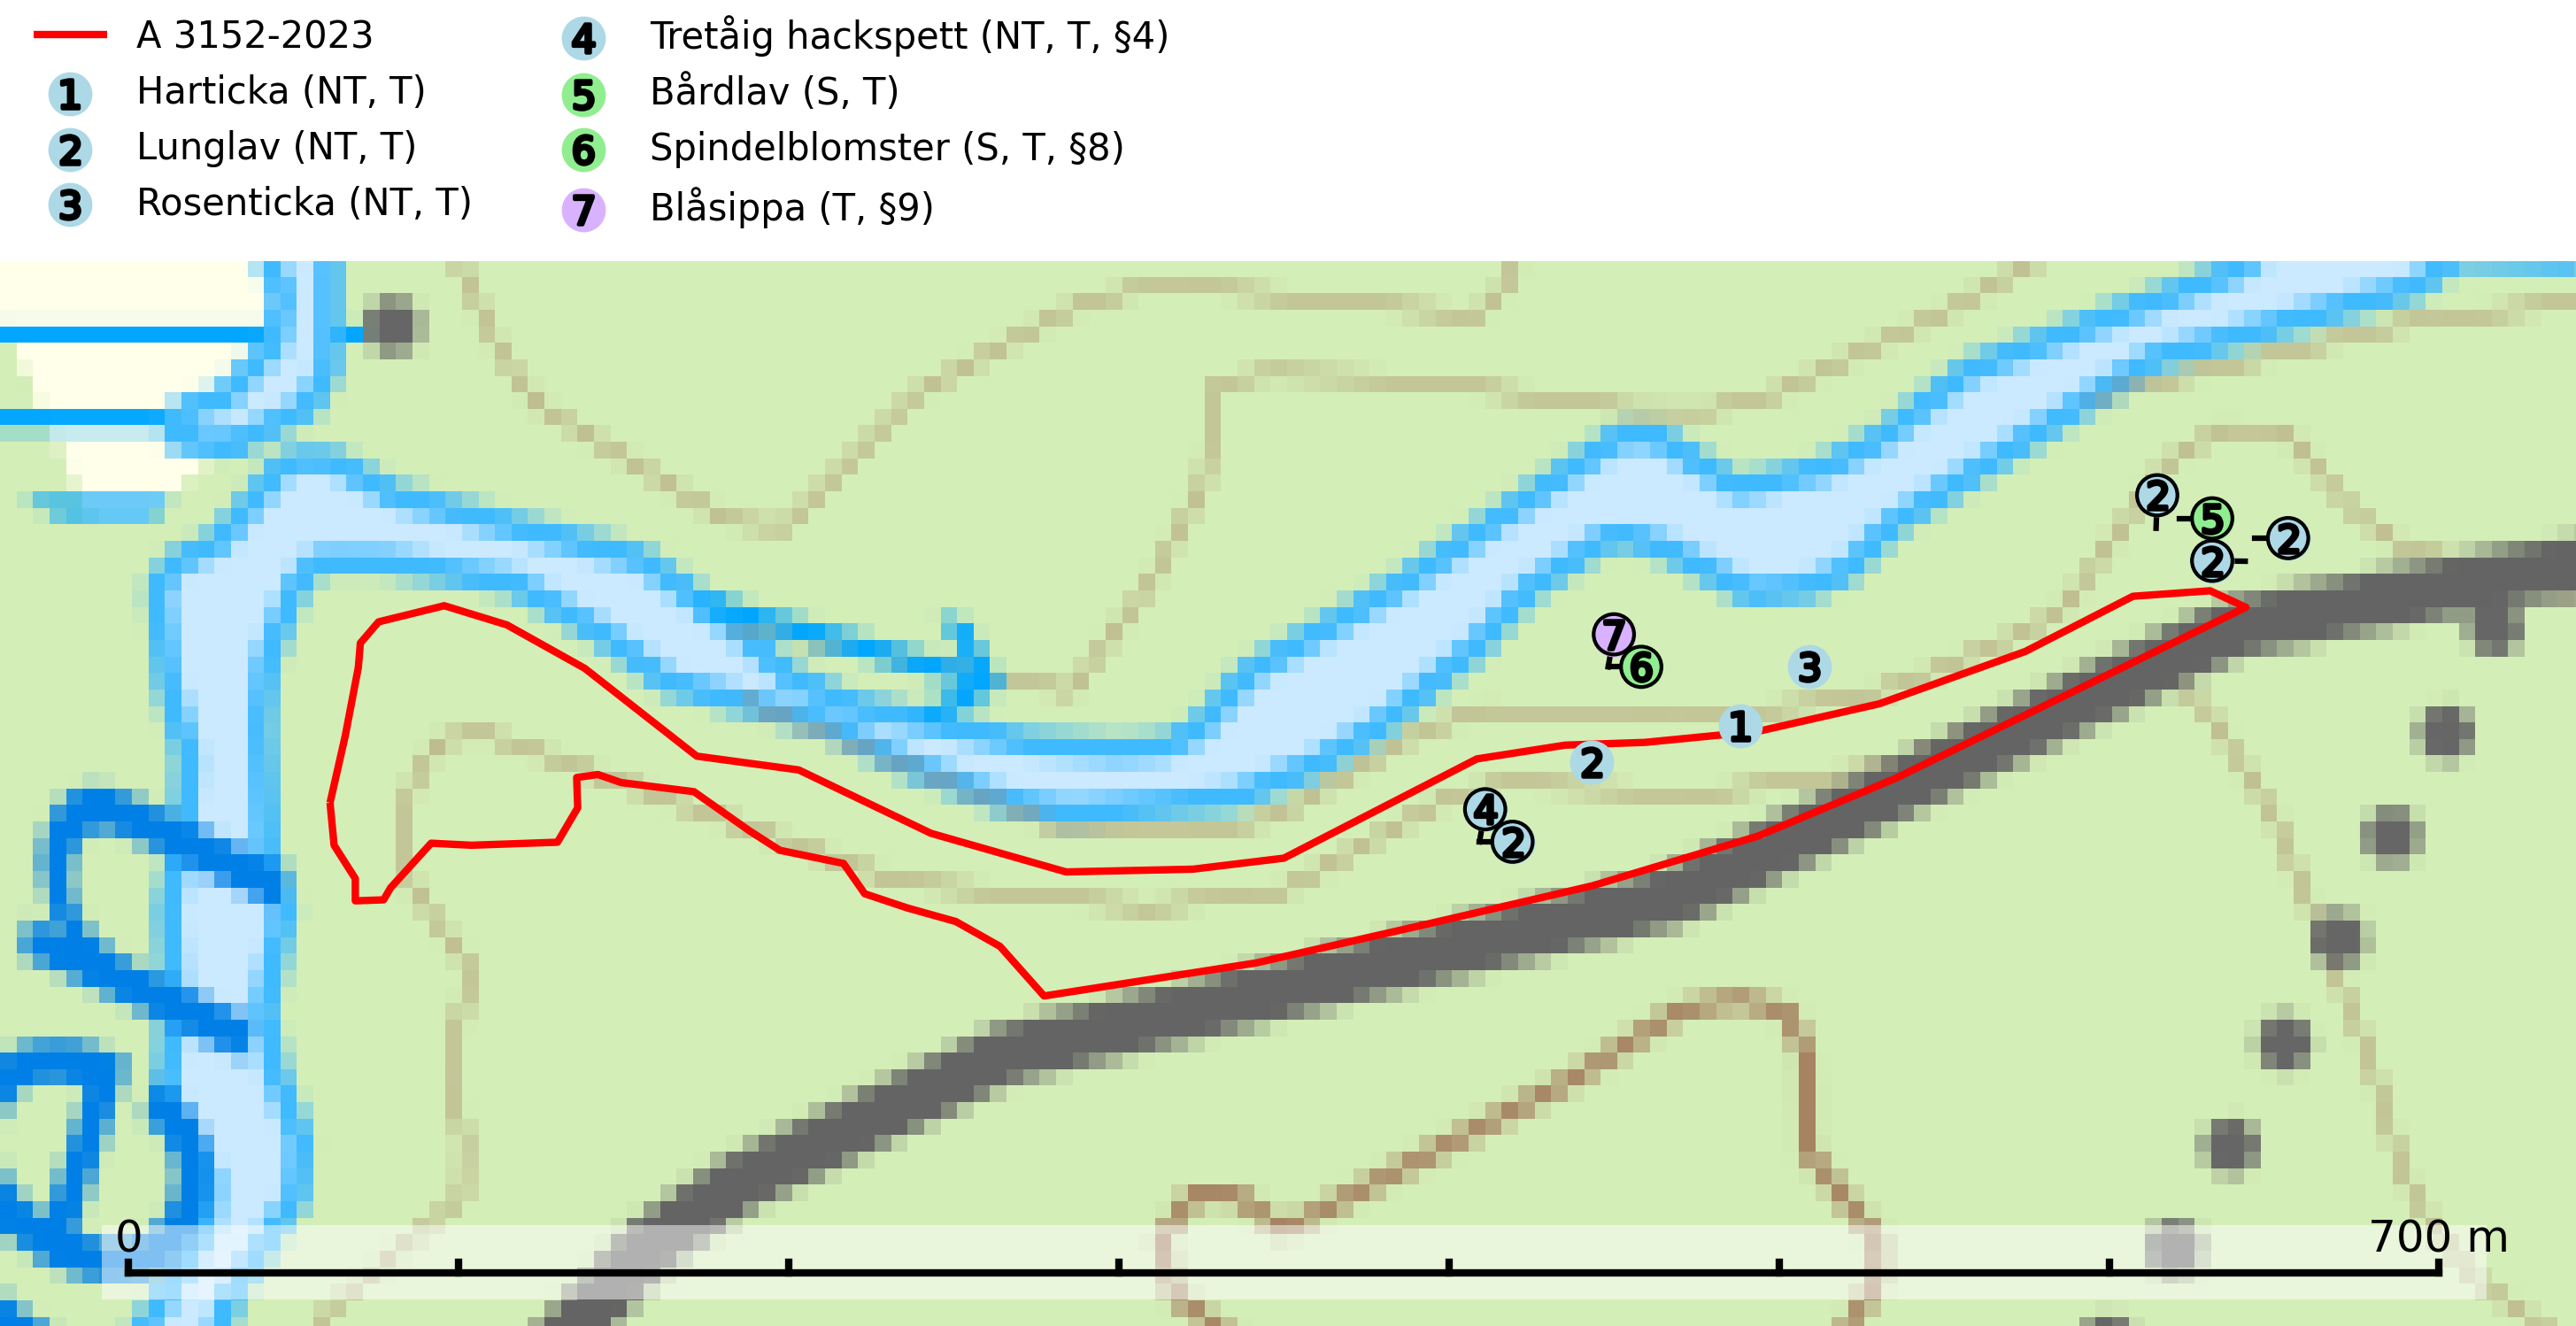 A 3152-2023
1 Harticka (NT, T)
2 Lunglav (NT, T)
3 Rosenticka (NT, T)
4 Tretåig hackspett (NT, T, §4)
5 Bårdlav (S, T)
6 Spindelblomster (S, T, §8)
7 Blåsippa (T, §9)
2
5
2
2
7
6
3
1
2
4
2
0 700 m